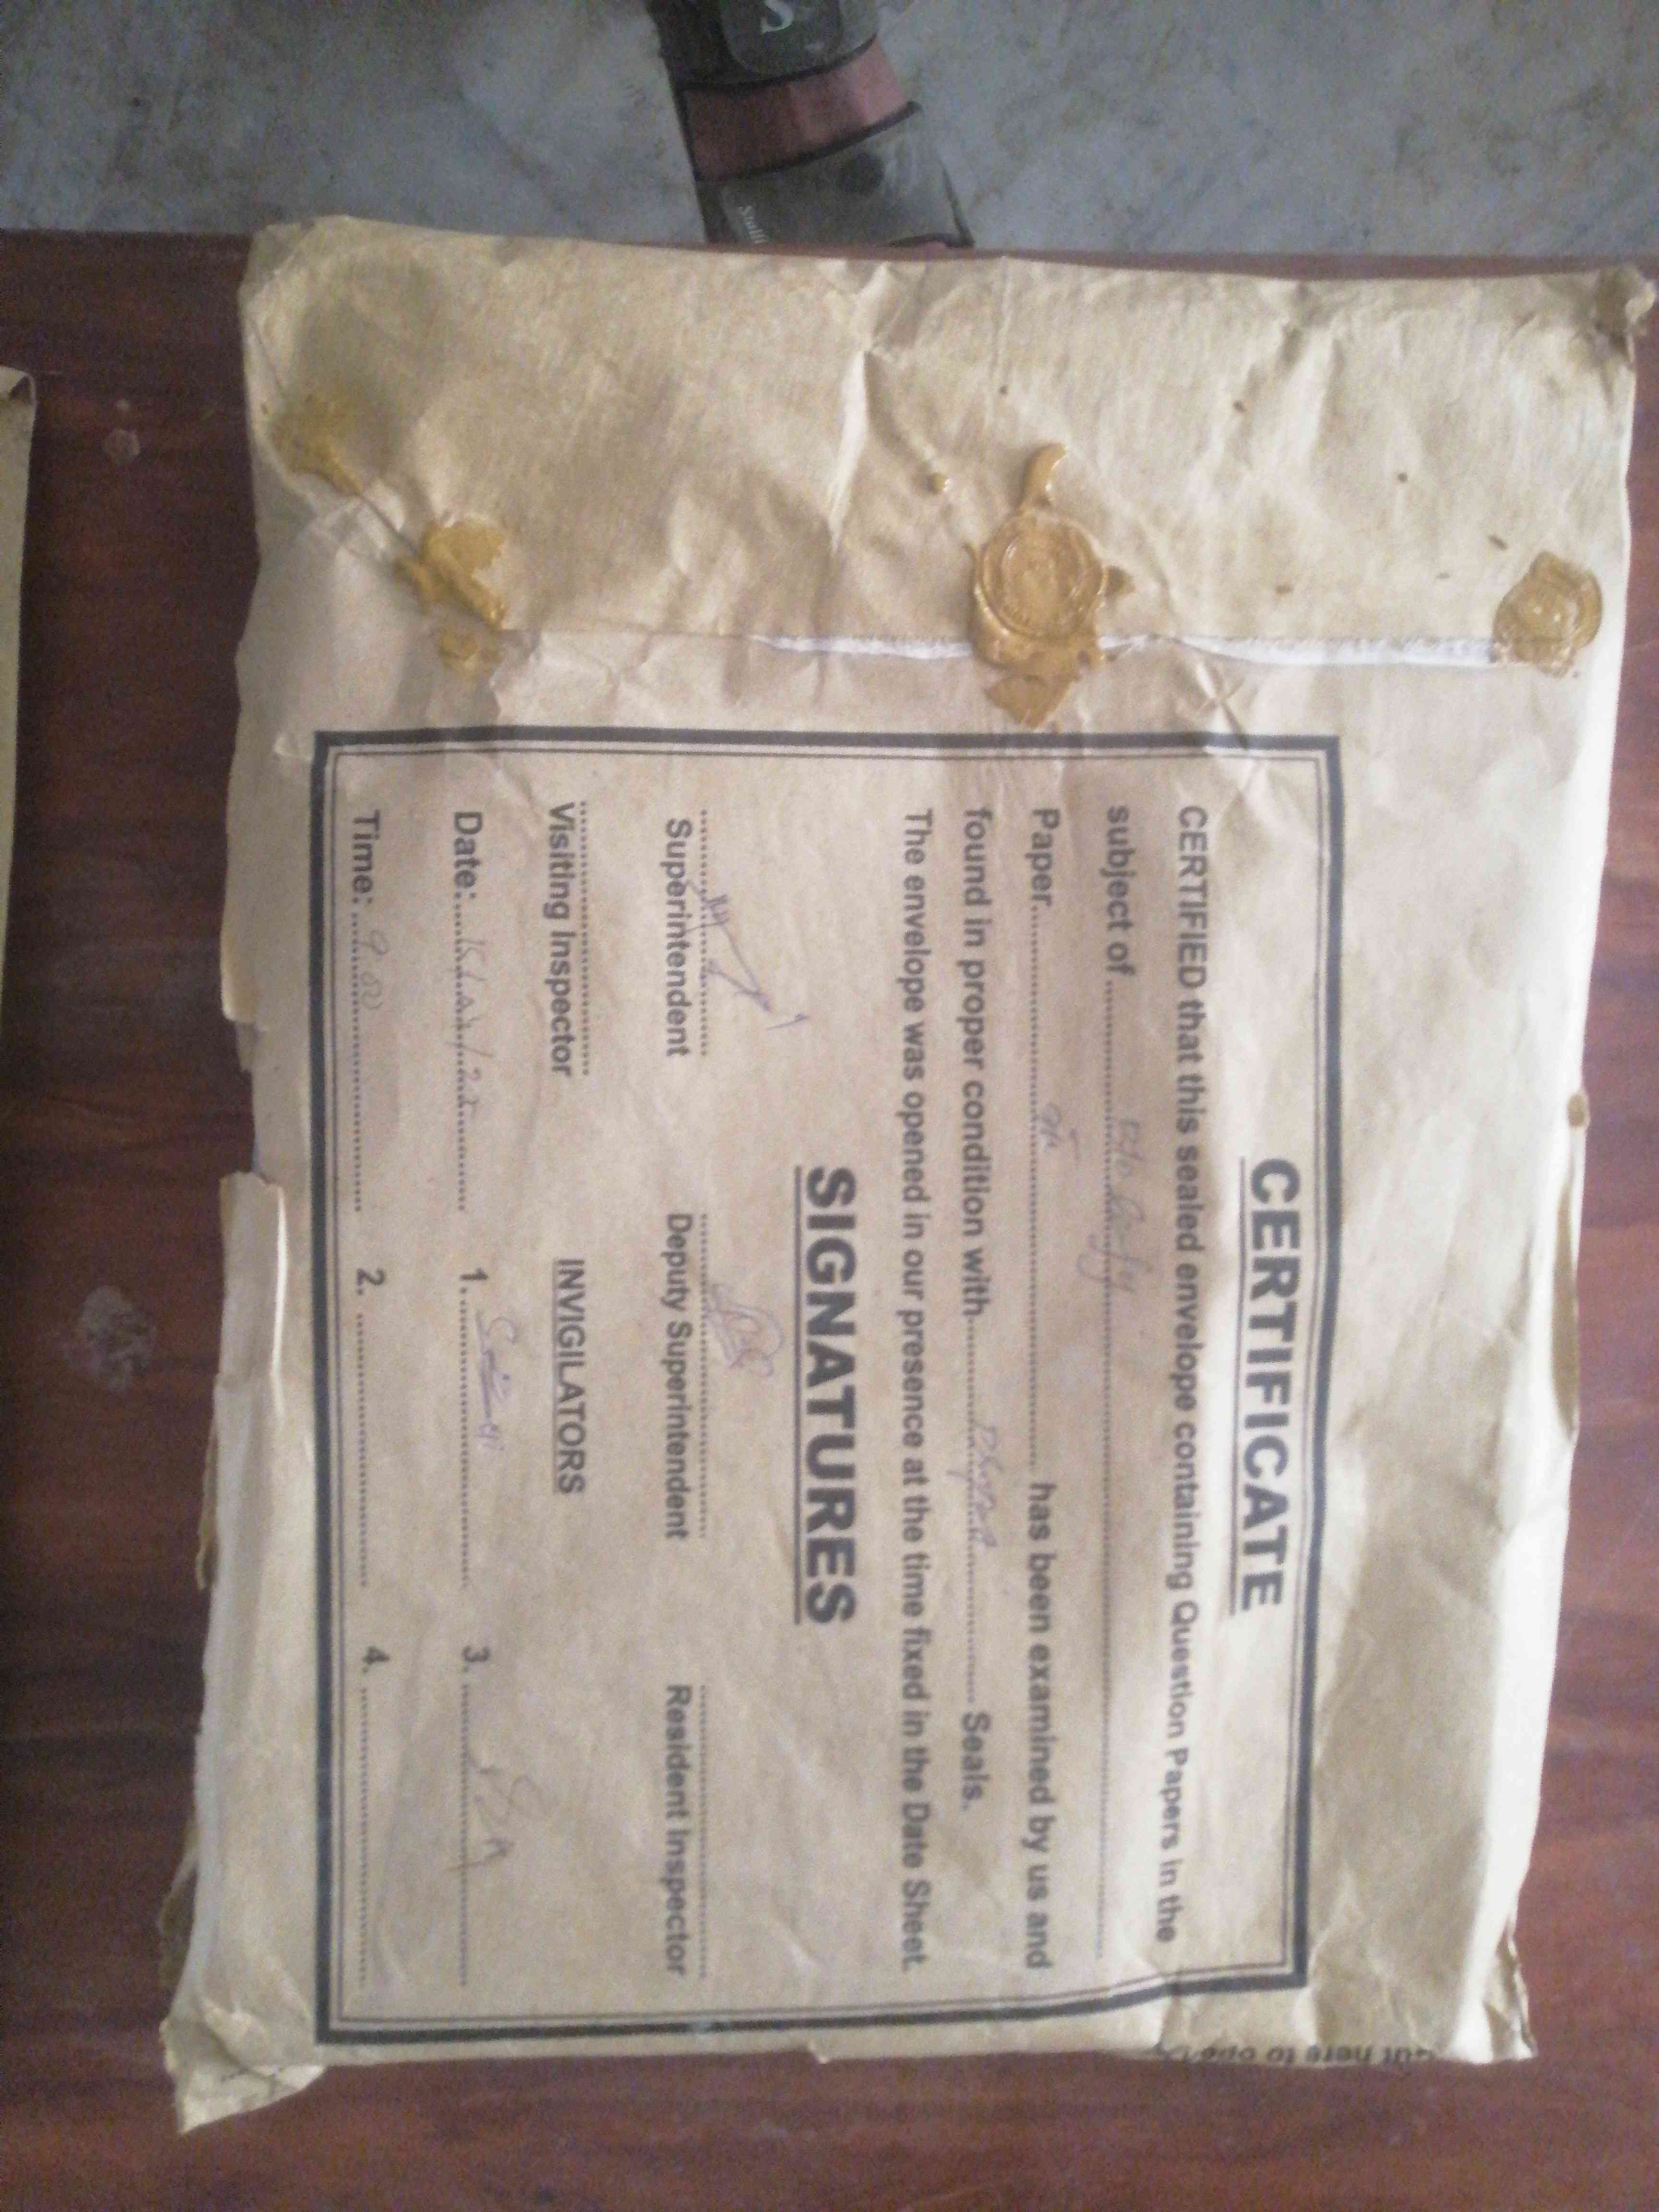 CERTIFICATE
CERTIFIED that this sealed envelope containing Question Papers in the
subject of ..............................
Paper.............................. has been examined by us and
found in proper condition with.............................. Seals.
The envelope was opened in our presence at the time fixed in the Date Sheet.
SIGNATURES
Superintendent Deputy Superintendent Resident Inspector
Visiting Inspector INVIGILATORS
Date: 1. 3.
Time: 9.00 2. 4.
Cut here to ope
S